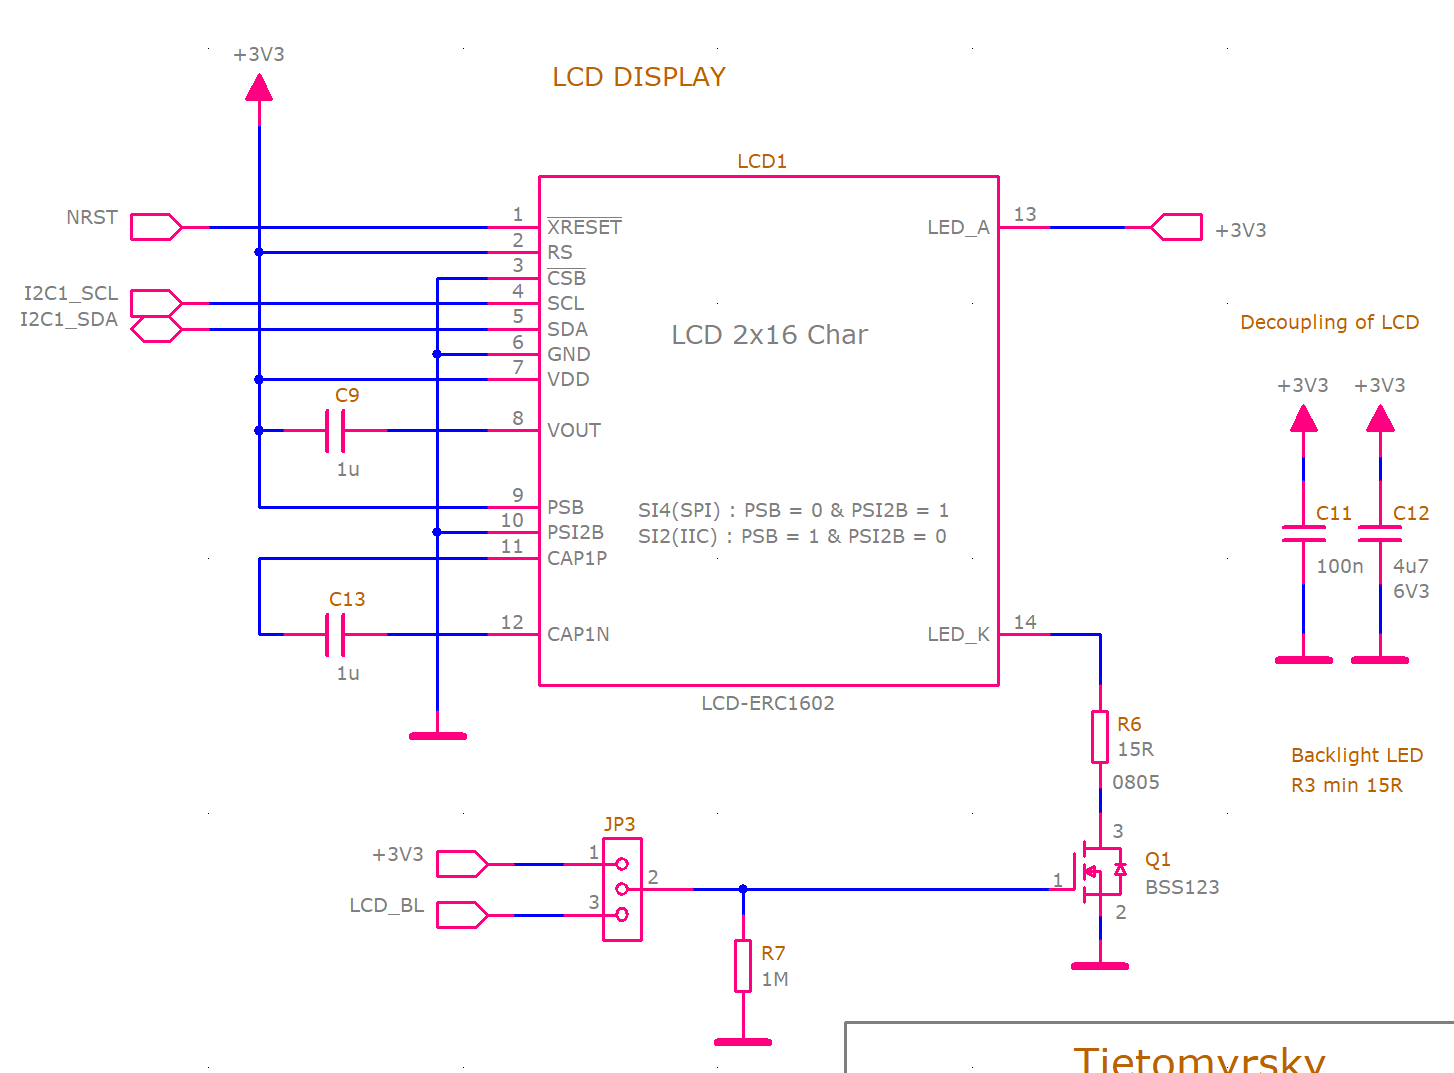 +3V3
LCD DISPLAY
LCD1
NRST
1
XRESET
LED_A
13
+3V3
2
RS
3
CSB
I2C1_SCL
4
SCL
I2C1_SDA
5
SDA
LCD 2x16 Char
Decoupling of LCD
6
GND
7
VDD
+3V3
+3V3
C9
8
VOUT
1u
9
PSB
SI4(SPI) : PSB = 0 & PSI2B = 1
C11
C12
10
PSI2B
SI2(IIC) : PSB = 1 & PSI2B = 0
11
CAP1P
100n
4u7
6V3
C13
12
CAP1N
LED_K
14
1u
LCD-ERC1602
R6
15R
0805
Backlight LED
R3 min 15R
JP3
+3V3
1
2
LCD_BL
3
3
Q1
1
BSS123
2
R7
1M
Tietomyrsky